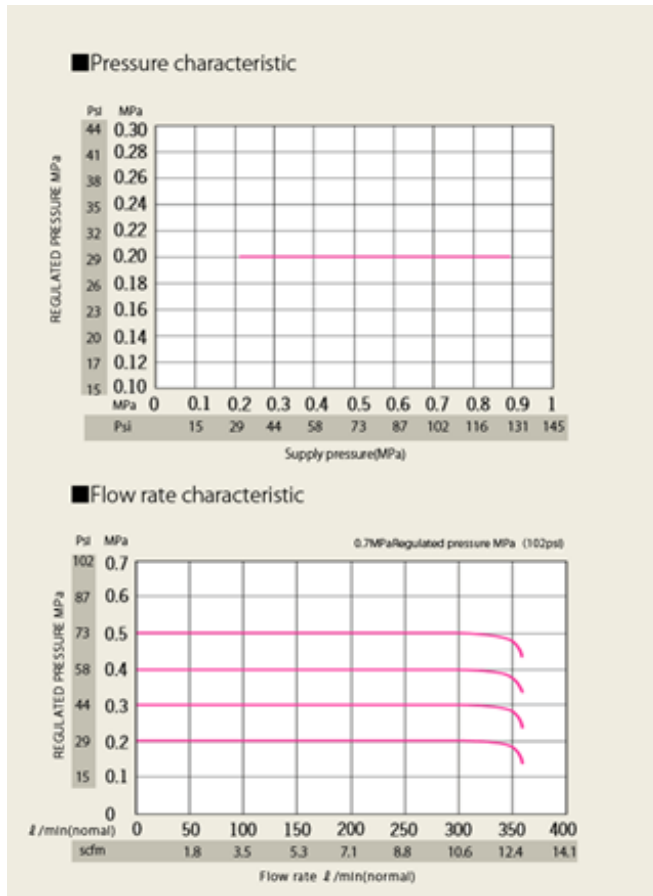 ■Pressure characteristic
Psi MPa
44 0.30
41 0.28
38 0.26
35 0.24
32 0.22
29 0.20
26 0.18
23 0.16
20 0.14
17 0.12
15 0.10
REGULATED PRESSURE MPa
MPa 0 0.1 0.2 0.3 0.4 0.5 0.6 0.7 0.8 0.9 1
Psi 15 29 44 58 73 87 102 116 131 145
Supply pressure(MPa)
■Flow rate characteristic
Psi MPa 0.7MPaRegulated pressure MPa (102psi)
102 0.7
87 0.6
73 0.5
58 0.4
44 0.3
29 0.2
15 0.1
0
REGULATED PRESSURE MPa
ℓ/min(nomal) 0 50 100 150 200 250 300 350 400
scfm 1.8 3.5 5.3 7.1 8.8 10.6 12.4 14.1
Flow rate ℓ/min(normal)